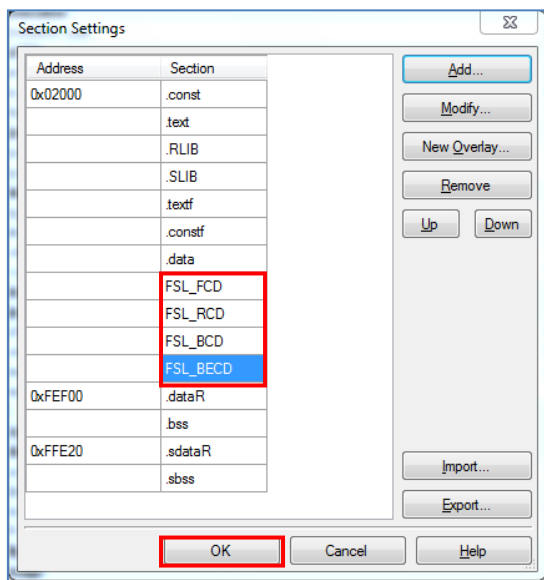 Section Settings
Address Section
0x02000 .const
.text
.RLIB
.SLIB
.textf
.constf
.data
FSL_FCD
FSL_RCD
FSL_BCD
FSL_BECD
0xFEF00 .dataR
.bss
0xFFE20 .sdataR
.sbss
Add...
Modify...
New Overlay...
Remove
Up Down
Import...
Export...
OK Cancel Help